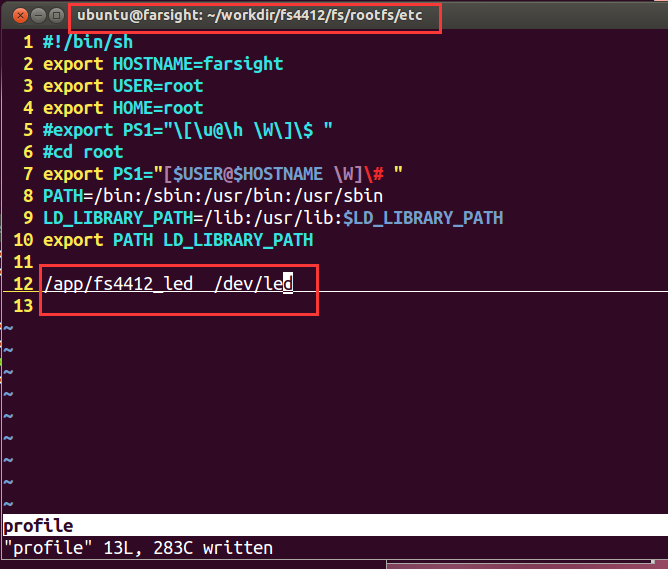 ubuntu@farsight: ~/workdir/fs4412/fs/rootfs/etc
1 #!/bin/sh
2 export HOSTNAME=farsight
3 export USER=root
4 export HOME=root
5 #export PS1="\[\u@\h \W\]\$ "
6 #cd root
7 export PS1="[$USER@$HOSTNAME \W]\# "
8 PATH=/bin:/sbin:/usr/bin:/usr/sbin
9 LD_LIBRARY_PATH=/lib:/usr/lib:$LD_LIBRARY_PATH
10 export PATH LD_LIBRARY_PATH
11
12 /app/fs4412_led  /dev/led
13
~
~
~
~
~
~
~
~
~
profile
"profile" 13L, 283C written